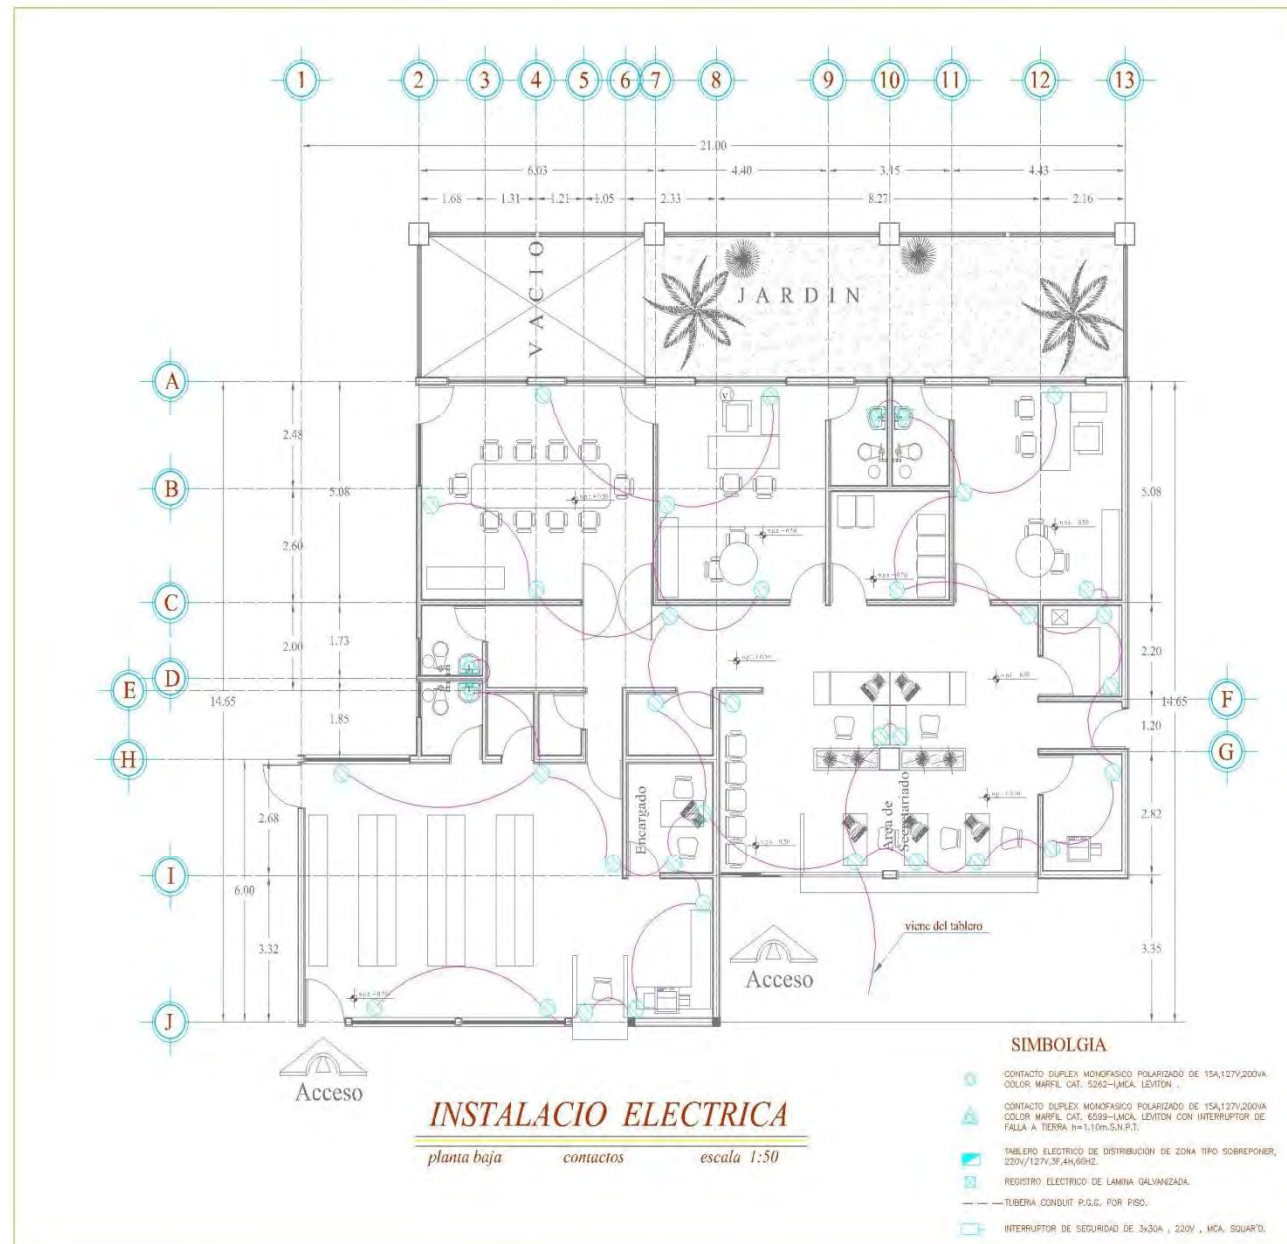 1 2 3 4 5 6 7 8 9 10 11 12 13
21.00
6.03 4.40 3.15 4.43
1.68 1.31 1.21 1.05 2.33 8.27 2.16
VACIO
JARDIN
A
2.48
B
5.08 5.08
2.60
C
1.73
2.00 2.20
D
E
F
14.65 14.65
1.85 1.20
H
G
Encargado
Area de
Secretariado
2.68 2.82
I
6.00
viene del tablero
3.32 3.35
Acceso
J
Acceso
INSTALACIO ELECTRICA
planta baja contactos escala 1:50
SIMBOLGIA
CONTACTO DUPLEX MONOFASICO POLARIZADO DE 15A,127V,200VA
COLOR MARFIL CAT. 5262-I,MCA. LEVITON .
CONTACTO DUPLEX MONOFASICO POLARIZADO DE 15A,127V,200VA
COLOR MARFIL CAT. 6599-I,MCA. LEVITON CON INTERRUPTOR DE
FALLA A TIERRA h=1.10m.S.N.P.T.
TABLERO ELECTRICO DE DISTRIBUCION DE ZONA TIPO SOBREPONER,
220V/127V,3F,4H,60HZ.
REGISTRO ELECTRICO DE LAMINA GALVANIZADA.
TUBERIA CONDUIT P.G.G. POR PISO.
INTERRUPTOR DE SEGURIDAD DE 3x30A , 220V , MCA. SQUAR'D.